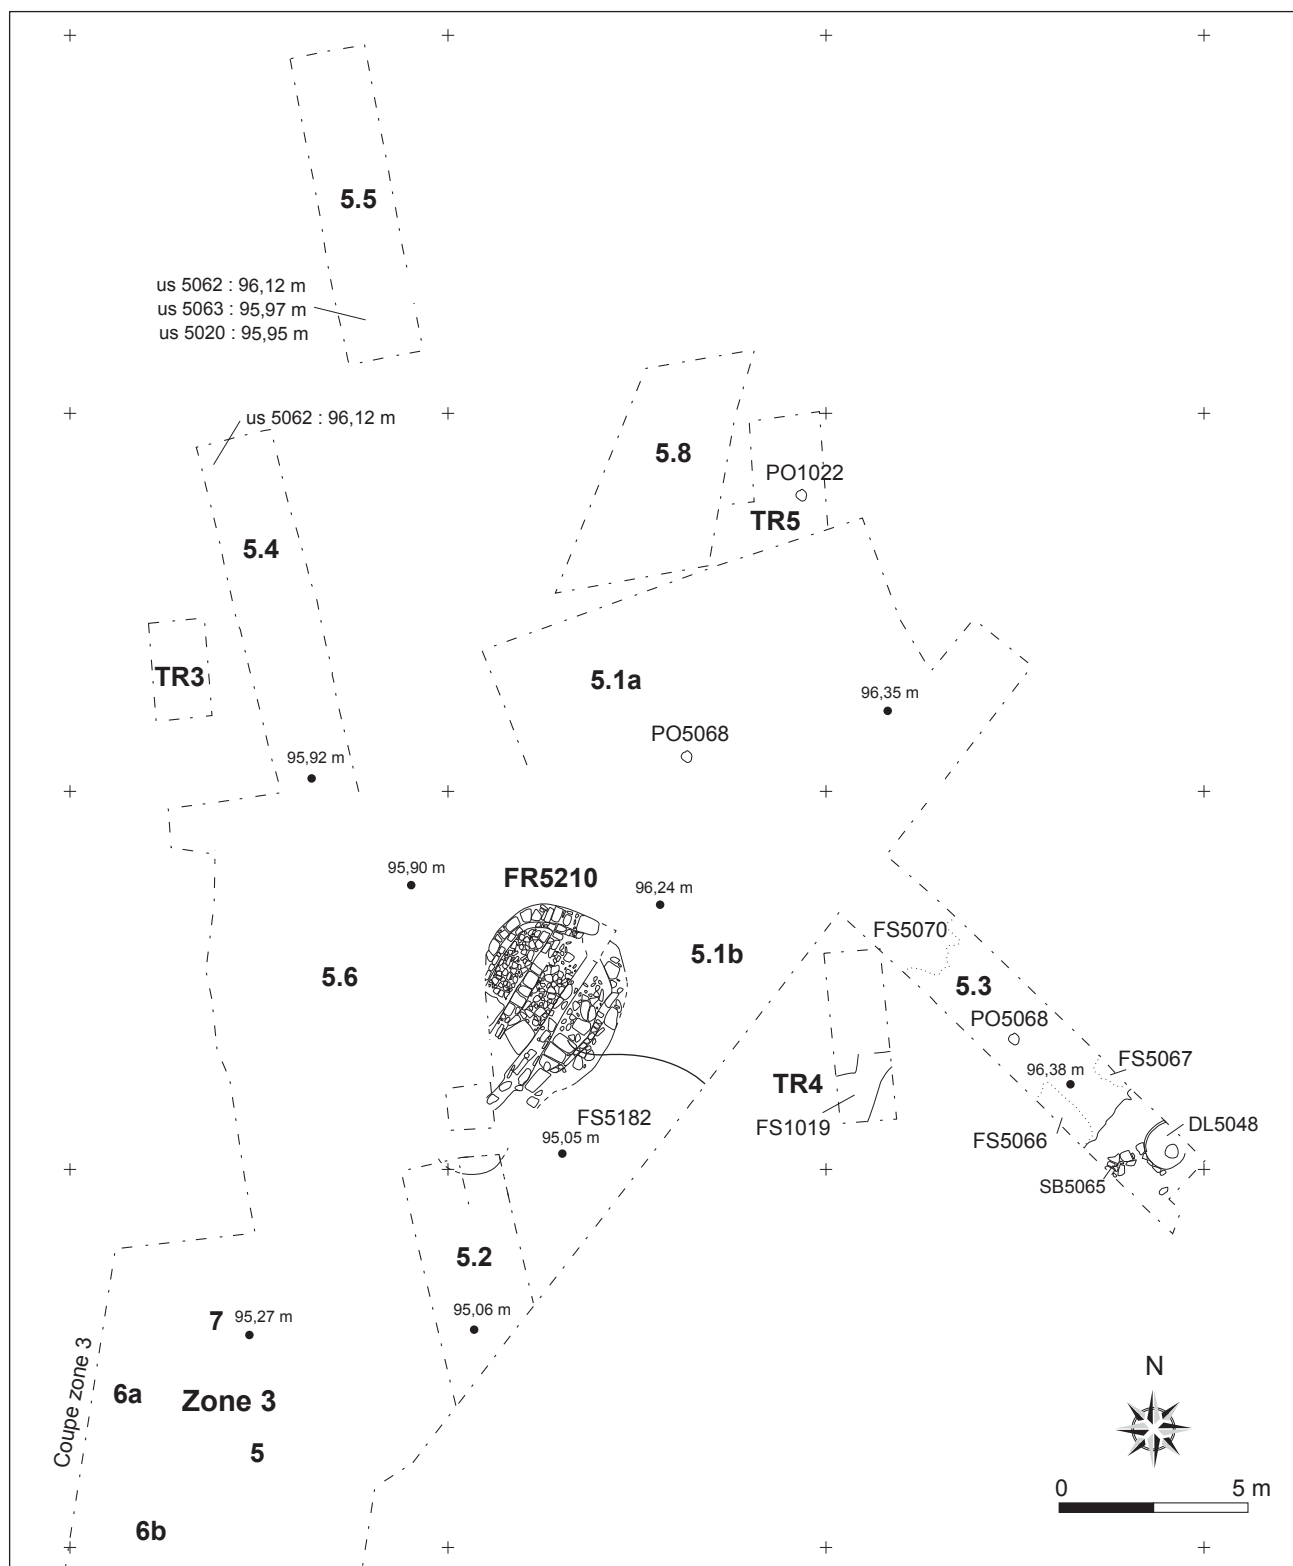 5.5
us 5062 : 96,12 m
us 5063 : 95,97 m
us 5020 : 95,95 m
us 5062 : 96,12 m
5.8
PO1022
TR5
5.4
TR3
5.1a
96,35 m
PO5068
95,92 m
95,90 m
FR5210
96,24 m
5.1b
FS5070
5.6
5.3
PO5068
FS5067
96,38 m
TR4
FS5182
FS1019
FS5066
DL5048
95,05 m
SB5065
5.2
7
95,27 m
95,06 m
Coupe zone 3
6a
Zone 3
5
6b
N
0
5 m